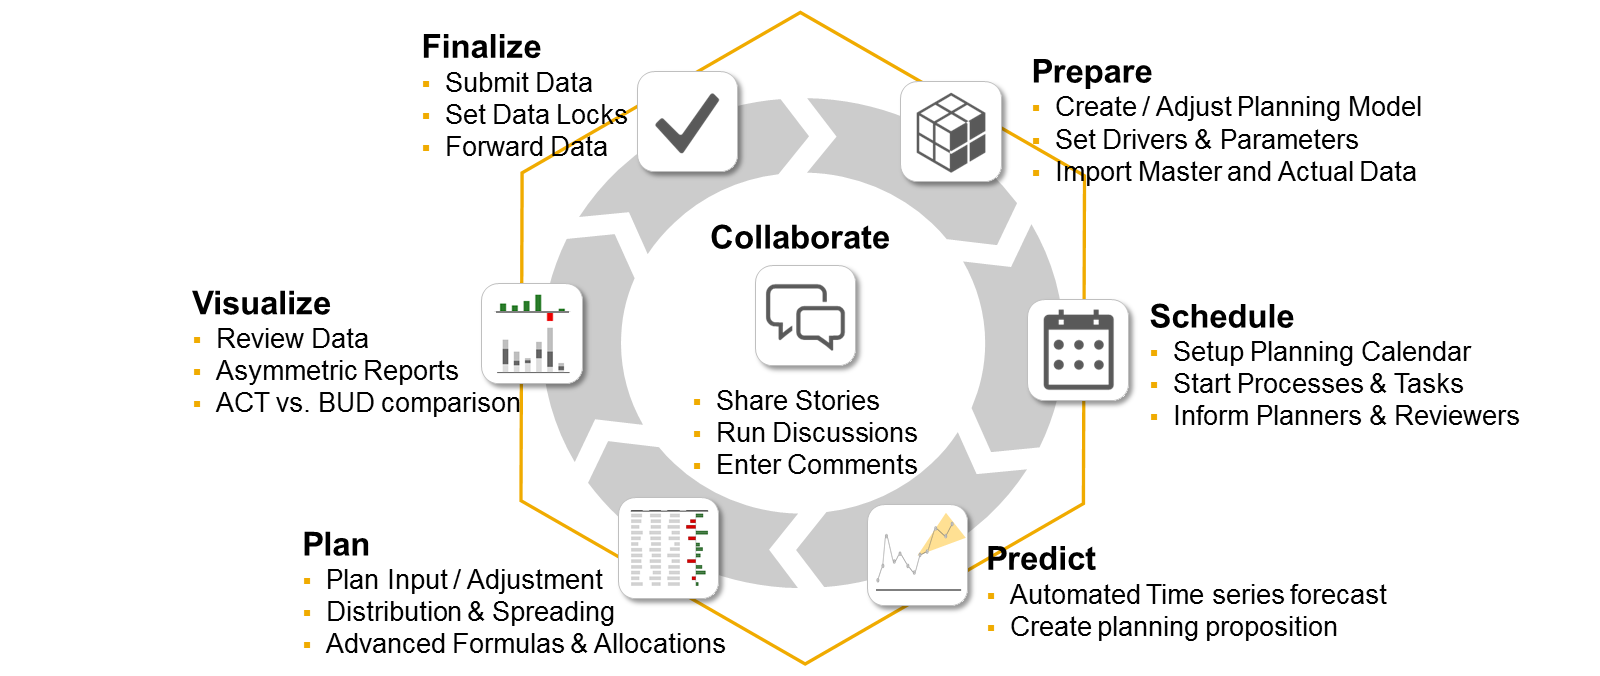 Finalize
▪ Submit Data
▪ Set Data Locks
▪ Forward Data
Prepare
▪ Create / Adjust Planning Model
▪ Set Drivers & Parameters
▪ Import Master and Actual Data
Collaborate
▪ Share Stories
▪ Run Discussions
▪ Enter Comments
Visualize
▪ Review Data
▪ Asymmetric Reports
▪ ACT vs. BUD comparison
Schedule
▪ Setup Planning Calendar
▪ Start Processes & Tasks
▪ Inform Planners & Reviewers
Plan
▪ Plan Input / Adjustment
▪ Distribution & Spreading
▪ Advanced Formulas & Allocations
Predict
▪ Automated Time series forecast
▪ Create planning proposition